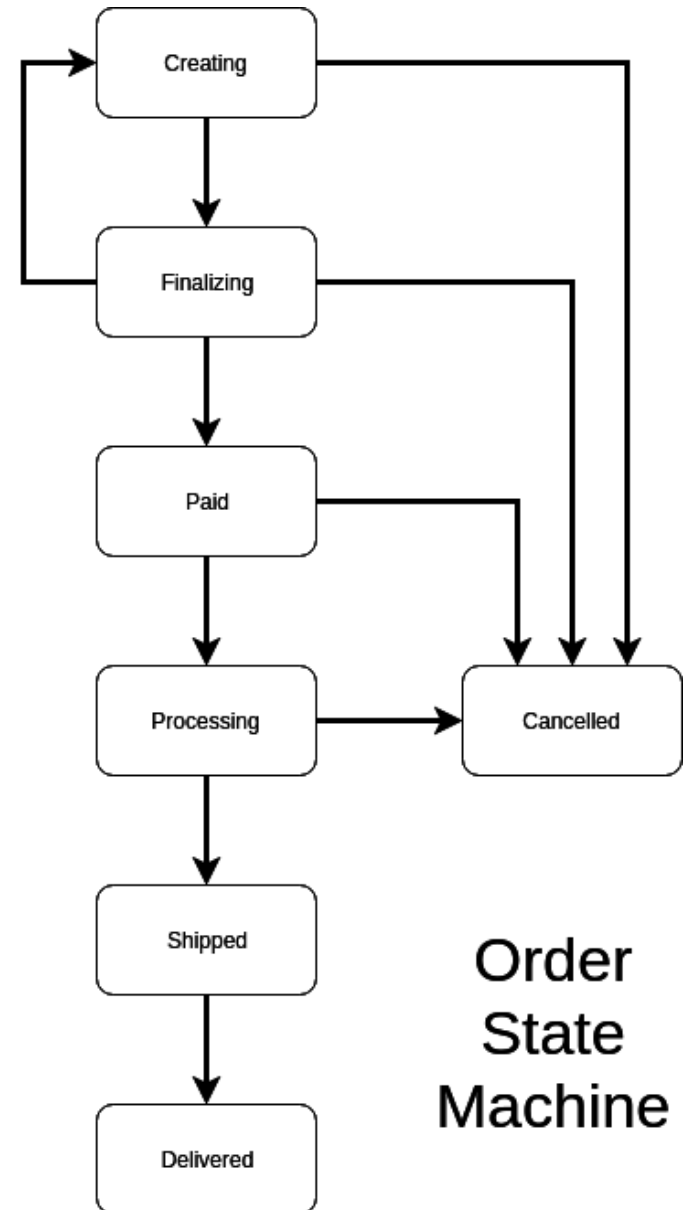 Creating
Finalizing
Paid
Processing
Cancelled
Shipped
Order
State
Machine
Delivered